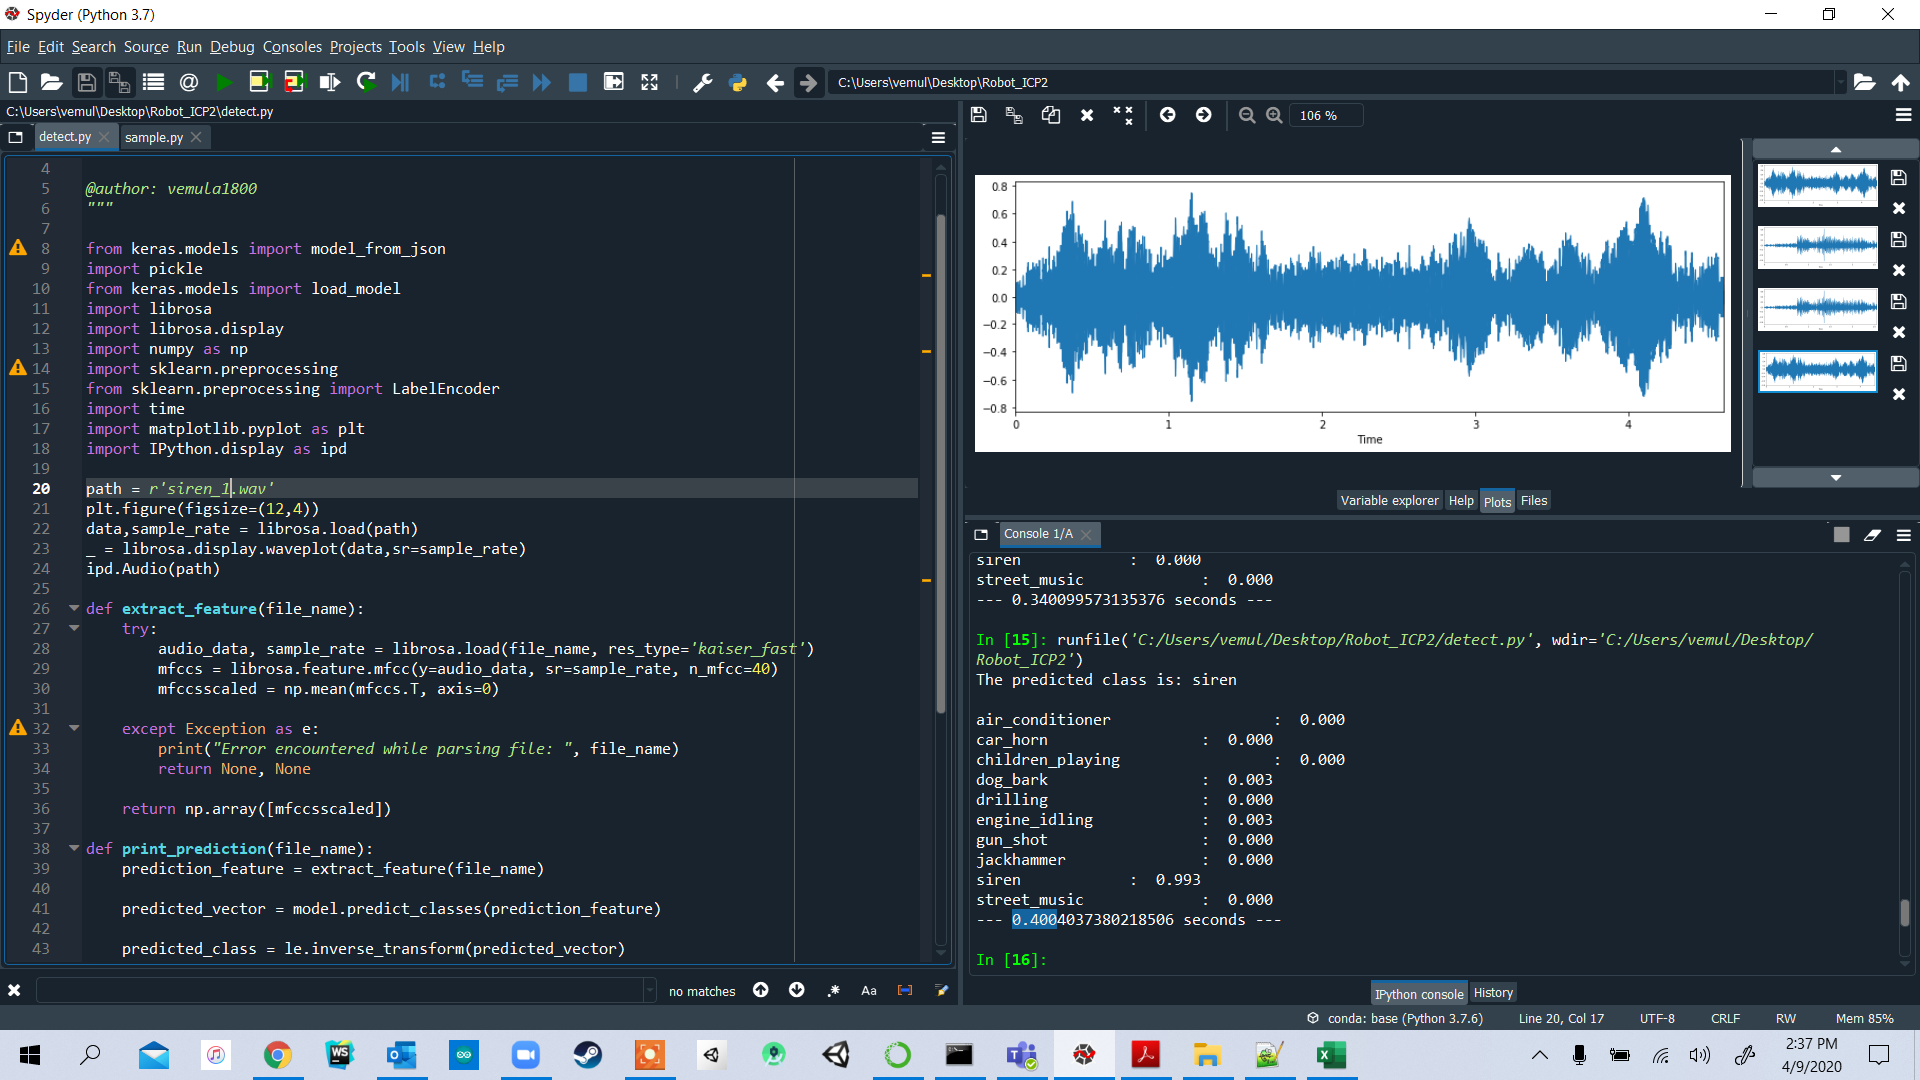 Spyder (Python 3.7)
File Edit Search Source Run Debug Consoles Projects Tools View Help
C:\Users\vemul\Desktop\Robot_ICP2
C:\Users\vemul\Desktop\Robot_ICP2\detect.py
detect.py
sample.py
4
5 @author: vemula1800
6 """
7
8 from keras.models import model_from_json
9 import pickle
10 from keras.models import load_model
11 import librosa
12 import librosa.display
13 import numpy as np
14 import sklearn.preprocessing
15 from sklearn.preprocessing import LabelEncoder
16 import time
17 import matplotlib.pyplot as plt
18 import IPython.display as ipd
19
20 path = r'siren_1.wav'
21 plt.figure(figsize=(12,4))
22 data,sample_rate = librosa.load(path)
23 _ = librosa.display.waveplot(data,sr=sample_rate)
24 ipd.Audio(path)
25
26 def extract_feature(file_name):
27 try:
28 audio_data, sample_rate = librosa.load(file_name, res_type='kaiser_fast')
29 mfccs = librosa.feature.mfcc(y=audio_data, sr=sample_rate, n_mfcc=40)
30 mfccsscaled = np.mean(mfccs.T, axis=0)
31
32 except Exception as e:
33 print("Error encountered while parsing file: ", file_name)
34 return None, None
35
36 return np.array([mfccsscaled])
37
38 def print_prediction(file_name):
39 prediction_feature = extract_feature(file_name)
40
41 predicted_vector = model.predict_classes(prediction_feature)
42
43 predicted_class = le.inverse_transform(predicted_vector)
no matches
Aa
106 %
0.8
0.6
0.4
0.2
0.0
−0.2
−0.4
−0.6
−0.8
0 1 2 3 4
Time
Variable explorer Help Plots Files
Console 1/A
siren : 0.000
street_music : 0.000
--- 0.340099573135376 seconds ---
In [15]: runfile('C:/Users/vemul/Desktop/Robot_ICP2/detect.py', wdir='C:/Users/vemul/Desktop/
Robot_ICP2')
The predicted class is: siren
air_conditioner : 0.000
car_horn : 0.000
children_playing : 0.000
dog_bark : 0.003
drilling : 0.000
engine_idling : 0.003
gun_shot : 0.000
jackhammer : 0.000
siren : 0.993
street_music : 0.000
--- 0.4004037380218506 seconds ---
In [16]:
IPython console History
conda: base (Python 3.7.6) Line 20, Col 17 UTF-8 CRLF RW Mem 85%
WS
2:37 PM
4/9/2020